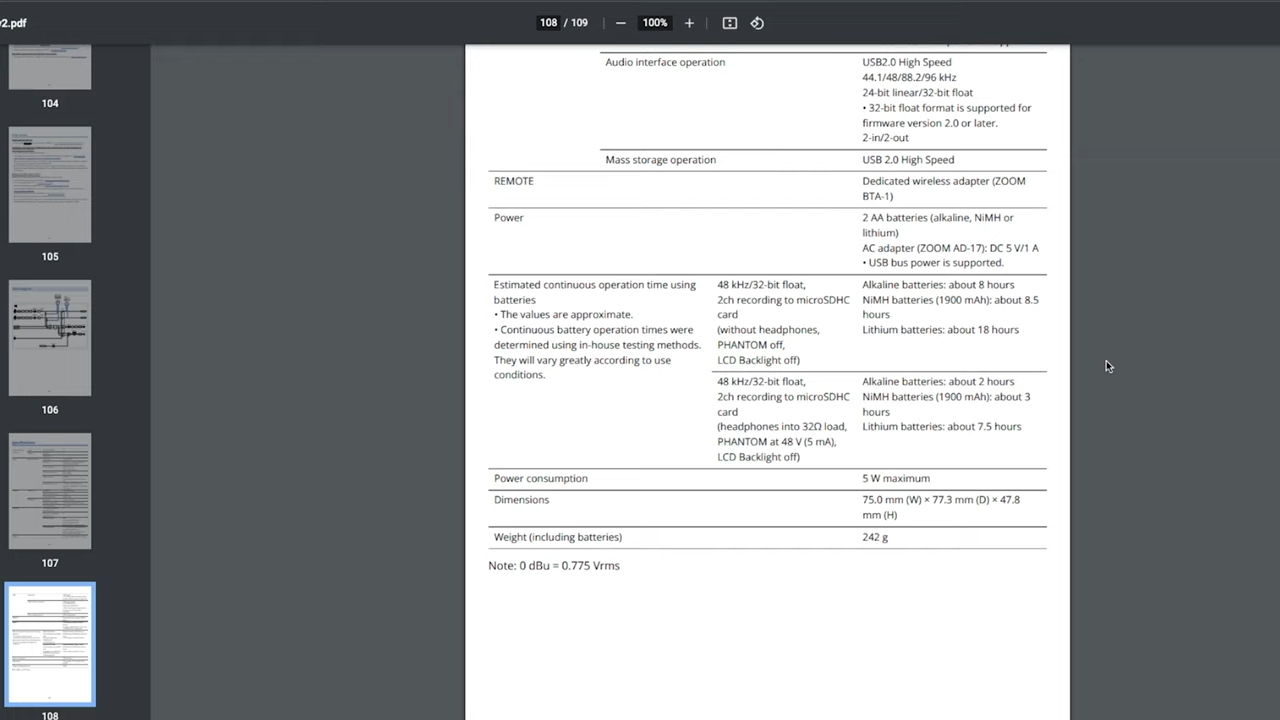 v2.pdf
108 / 109
100%
104
105
106
107
108
Audio interface operation
USB2.0 High Speed
44.1/48/88.2/96 kHz
24-bit linear/32-bit float
• 32-bit float format is supported for
firmware version 2.0 or later.
2-in/2-out
Mass storage operation
USB 2.0 High Speed
REMOTE
Dedicated wireless adapter (ZOOM
BTA-1)
Power
2 AA batteries (alkaline, NiMH or
lithium)
AC adapter (ZOOM AD-17): DC 5 V/1 A
• USB bus power is supported.
Estimated continuous operation time using
batteries
• The values are approximate.
• Continuous battery operation times were
determined using in-house testing methods.
They will vary greatly according to use
conditions.
48 kHz/32-bit float,
2ch recording to microSDHC
card
(without headphones,
PHANTOM off,
LCD Backlight off)
Alkaline batteries: about 8 hours
NiMH batteries (1900 mAh): about 8.5
hours
Lithium batteries: about 18 hours
48 kHz/32-bit float,
2ch recording to microSDHC
card
(headphones into 32Ω load,
PHANTOM at 48 V (5 mA),
LCD Backlight off)
Alkaline batteries: about 2 hours
NiMH batteries (1900 mAh): about 3
hours
Lithium batteries: about 7.5 hours
Power consumption
5 W maximum
Dimensions
75.0 mm (W) × 77.3 mm (D) × 47.8
mm (H)
Weight (including batteries)
242 g
Note: 0 dBu = 0.775 Vrms